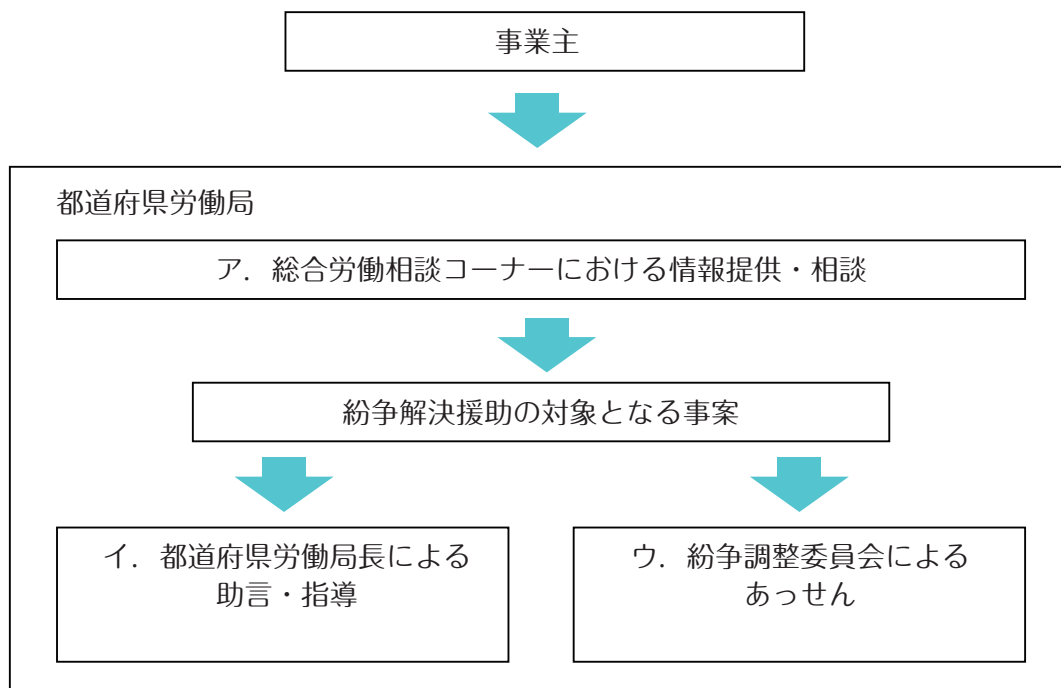 事業主
都道府県労働局
ア．総合労働相談コーナーにおける情報提供・相談
紛争解決援助の対象となる事案
イ．都道府県労働局長による
助言・指導
ウ．紛争調整委員会による
あっせん